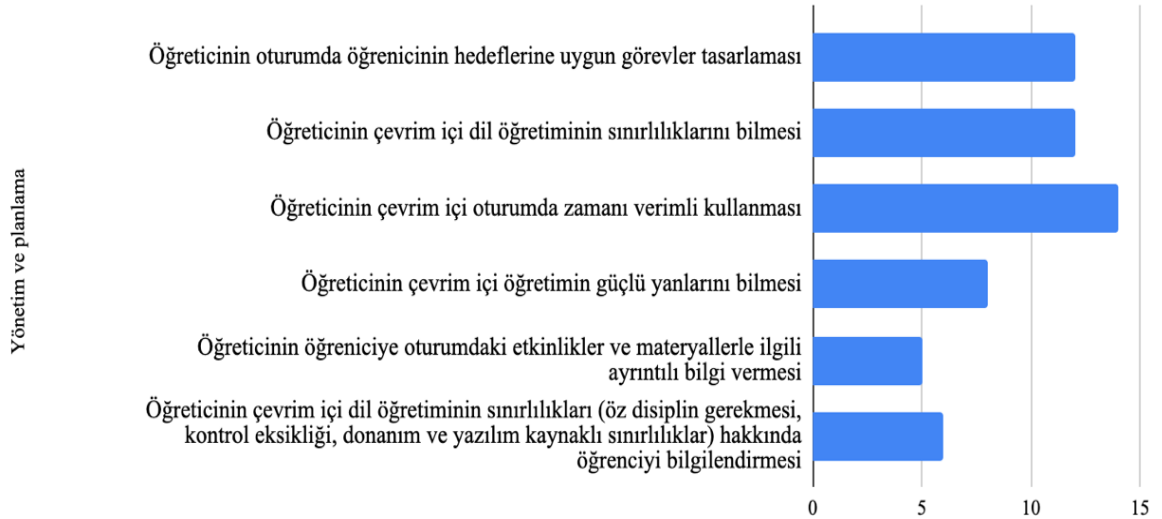 Yönetim ve planlama
Öğreticinin oturumda öğrenicinin hedeflerine uygun görevler tasarlaması
Öğreticinin çevrim içi dil öğretiminin sınırlılıklarını bilmesi
Öğreticinin çevrim içi oturumda zamanı verimli kullanması
Öğreticinin çevrim içi öğretimin güçlü yanlarını bilmesi
Öğreticinin öğreniciye oturumdaki etkinlikler ve materyallerle ilgili
ayrıntılı bilgi vermesi
Öğreticinin çevrim içi dil öğretiminin sınırlılıkları (öz disiplin gerekmesi,
kontrol eksikliği, donanım ve yazılım kaynaklı sınırlılıklar) hakkında
öğrenciyi bilgilendirmesi
0 5 10 15